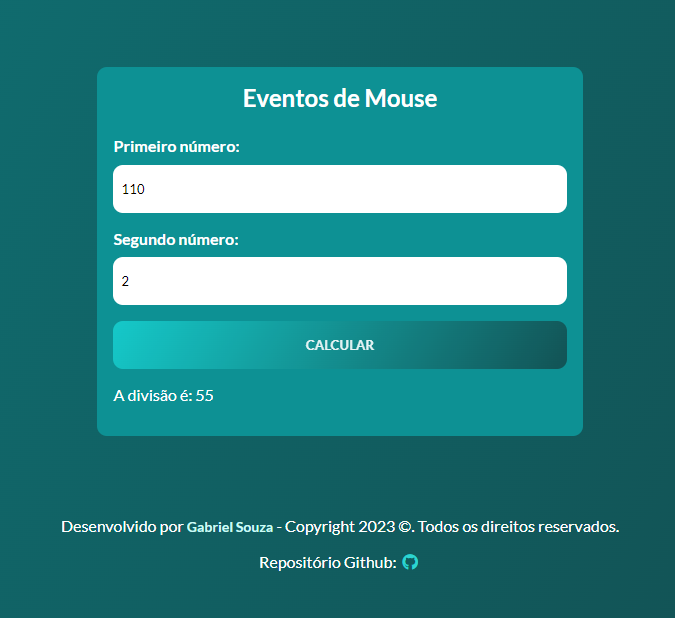 Eventos de Mouse
Primeiro número:
110
Segundo número:
2
CALCULAR
A divisão é: 55
Desenvolvido por Gabriel Souza - Copyright 2023 ©. Todos os direitos reservados.
Repositório Github: